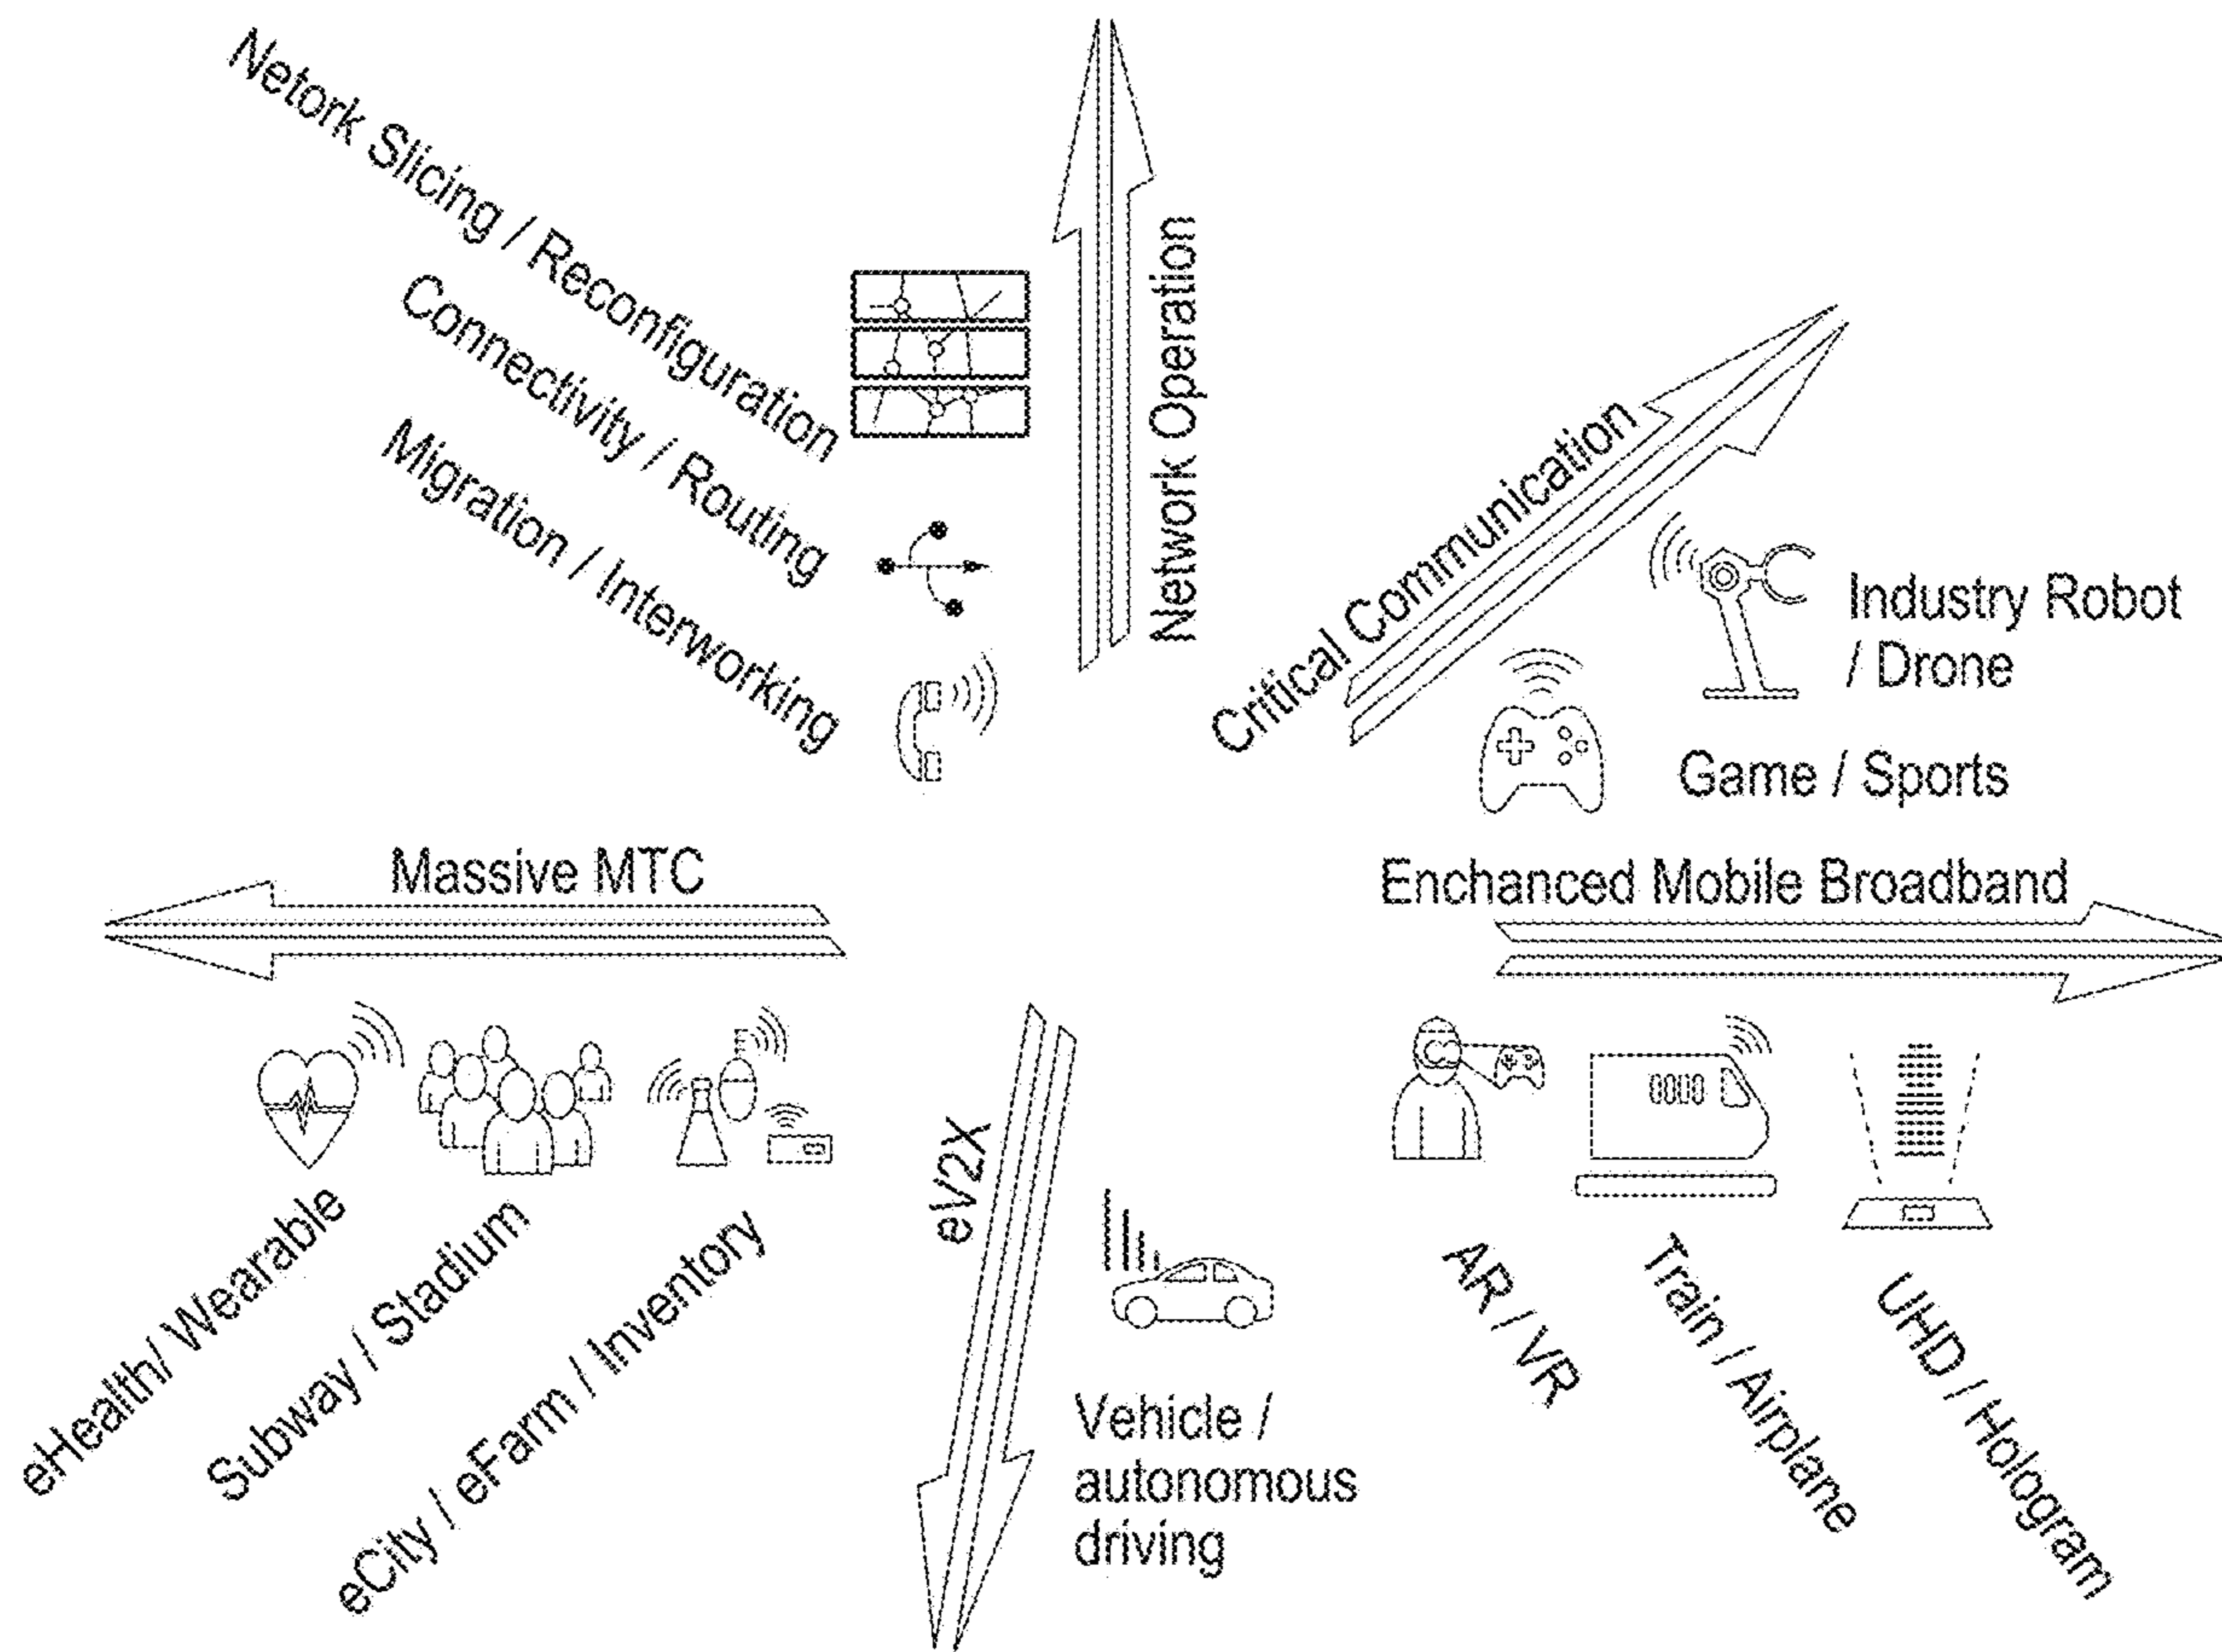 Netork Slicing / Reconfiguration
Connectivity / Routing
Migration / Interworking
Network Operation
Critical Communication
Industry Robot
/ Drone
Game / Sports
Massive MTC
Enchanced Mobile Broadband
eHealth/ Wearable
Subway / Stadium
eCity / eFarm / Inventory
eV2X
Vehicle /
autonomous
driving
AR / VR
Train / Airplane
UHD / Hologram